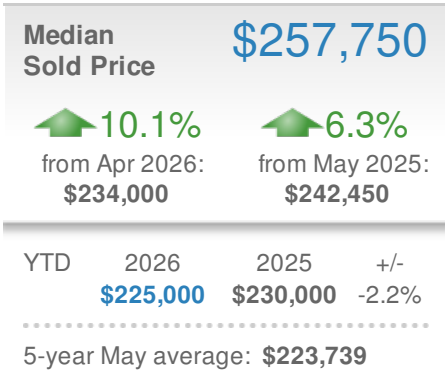 Median $257,750
Sold Price
10.1% 6.3%
from Apr 2026: from May 2025:
$234,000 $242,450
YTD 2026 2025 +/-
$225,000 $230,000 -2.2%
5-year May average: $223,739